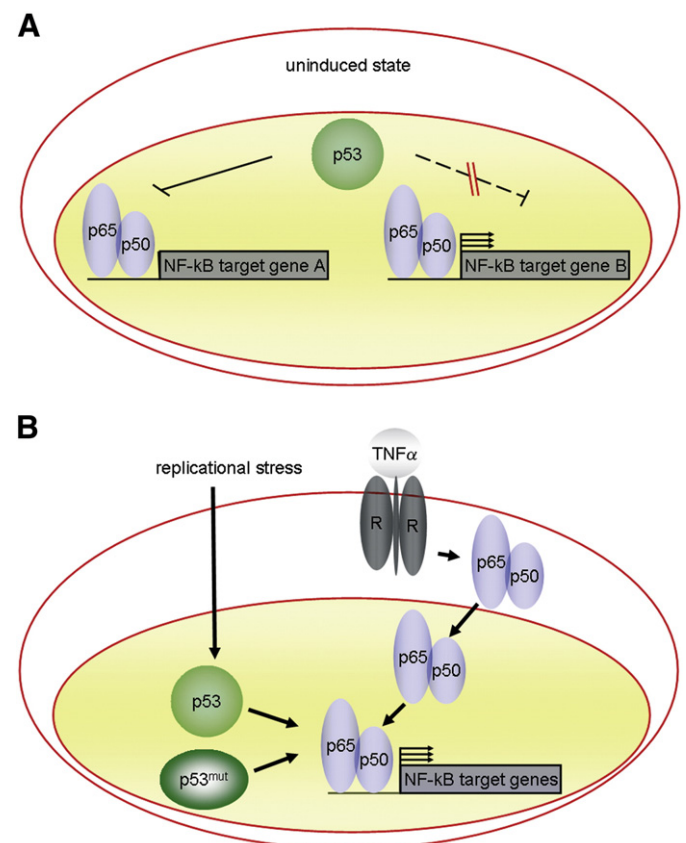 A
uninduced state
p53
p65
p50
NF-kB target gene A
p65
p50
NF-kB target gene B
B
replicational stress
TNFα
R
R
p65
p50
p65
p50
p53
p65
p50
p53mut
NF-kB target genes